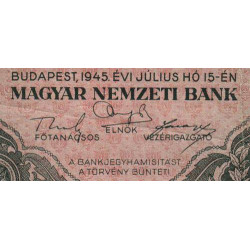 BUDAPEST, 1945. ÉVI JÚLIUS HÓ 15-ÉN
MAGYAR NEMZETI BANK
ELNÖK
FŐTANÁCSOS VEZÉRIGAZGATÓ
A BANKJEGYHAMISÍTÁST
A TÖRVÉNY BÜNTETI